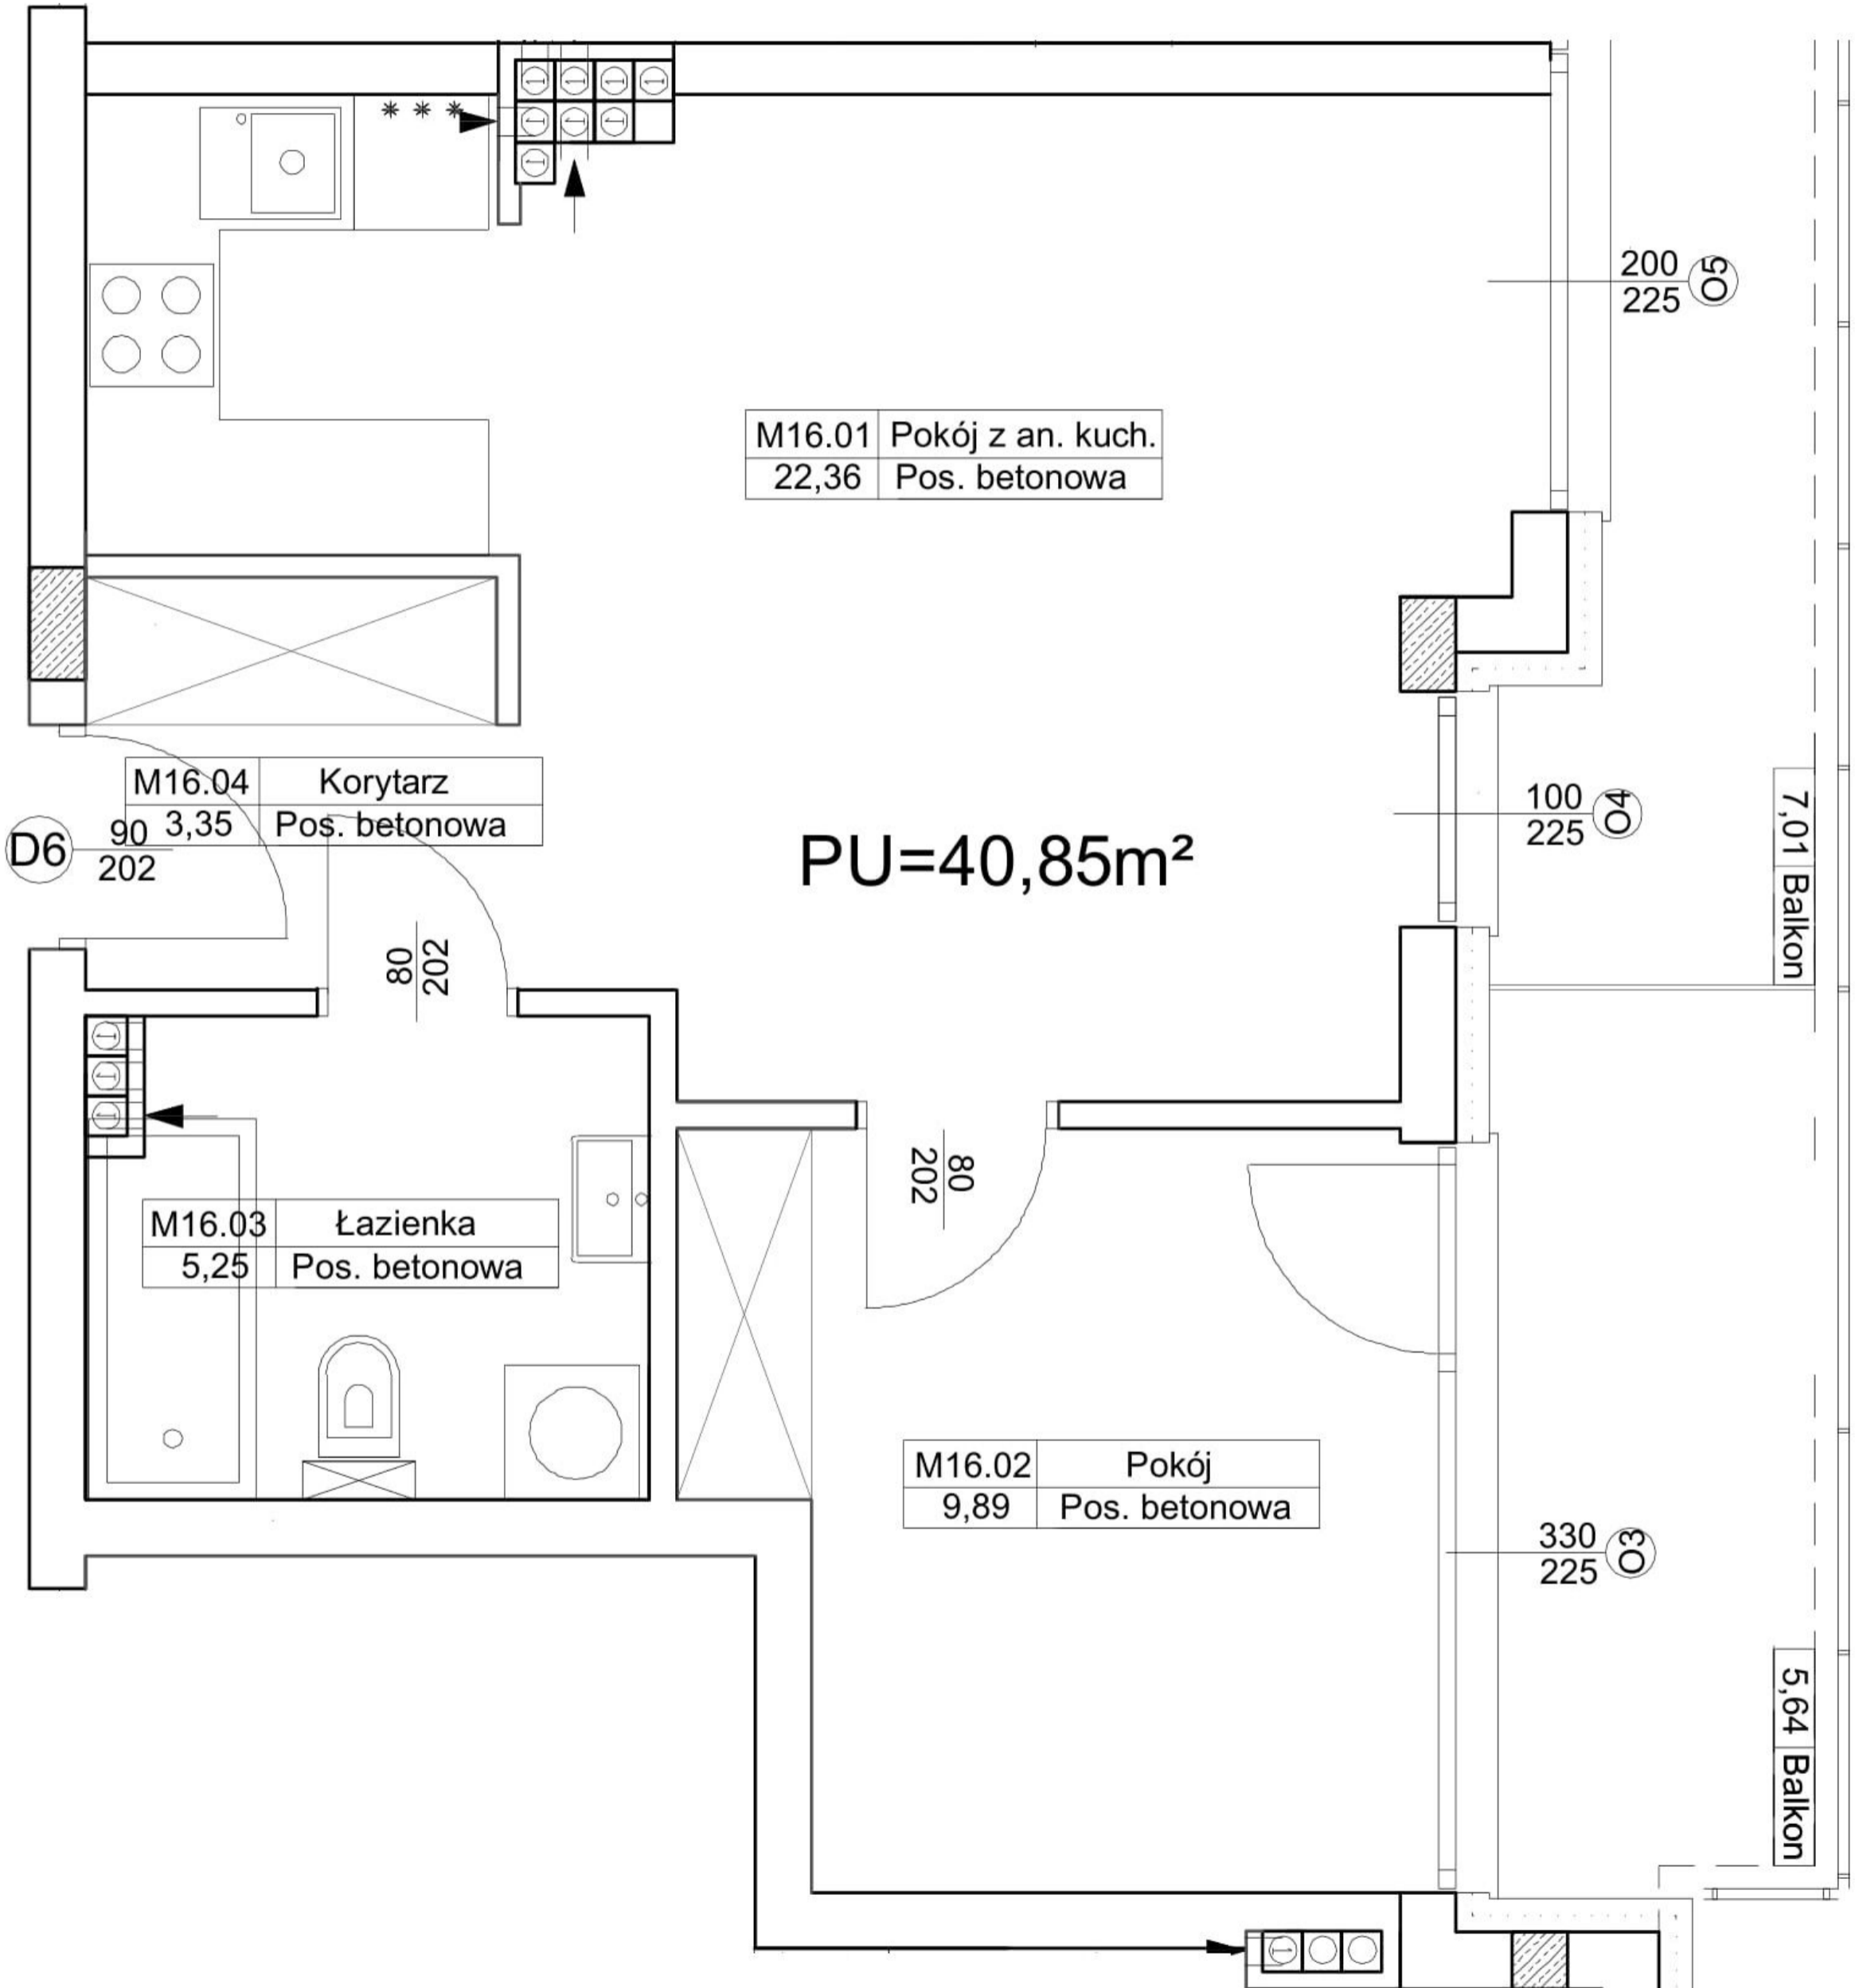 200
225
O5
M16.01 Pokój z an. kuch.
22,36 Pos. betonowa
M16.04 Korytarz
3,35 Pos. betonowa
D6
90
202
PU=40,85m²
100
225
O4
7,01 Balkon
80
202
80
202
M16.03 Łazienka
5,25 Pos. betonowa
M16.02 Pokój
9,89 Pos. betonowa
330
225
O3
5,64 Balkon